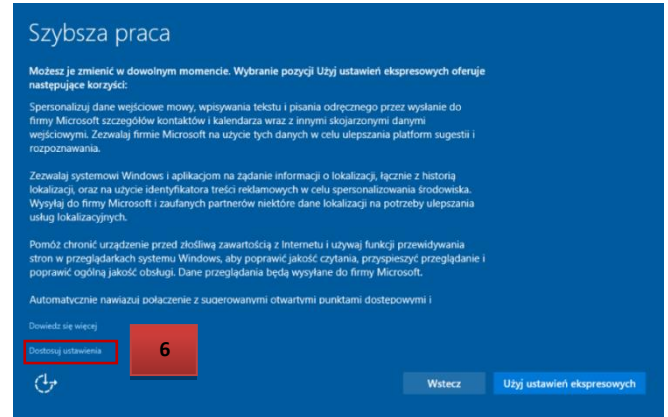 Szybsza praca
Możesz je zmienić w dowolnym momencie. Wybranie pozycji Użyj ustawień ekspresowych oferuje
następujące korzyści:
Spersonalizuj dane wejściowe mowy, wpisywania tekstu i pisania odręcznego przez wysłanie do
firmy Microsoft szczegółów kontaktów i kalendarza wraz z innymi skojarzonymi danymi
wejściowymi. Zezwalaj firmie Microsoft na użycie tych danych w celu ulepszania platform sugestii i
rozpoznawania.
Zezwalaj systemowi Windows i aplikacjom na żądanie informacji o lokalizacji, łącznie z historią
lokalizacji, oraz na użycie identyfikatora treści reklamowych w celu spersonalizowania środowiska.
Wysyłaj do firmy Microsoft i zaufanych partnerów niektóre dane lokalizacji na potrzeby ulepszania
usług lokalizacyjnych.
Pomóż chronić urządzenie przed złośliwą zawartością z Internetu i używaj funkcji przewidywania
stron w przeglądarkach systemu Windows, aby poprawić jakość czytania, przyspieszyć przeglądanie i
poprawić ogólną jakość obsługi. Dane przeglądania będą wysyłane do firmy Microsoft.
Automatycznie nawiązuj połączenie z sugerowanymi otwartymi punktami dostępowymi i
Dowiedz się więcej
Dostosuj ustawienia
6
Wstecz
Użyj ustawień ekspresowych